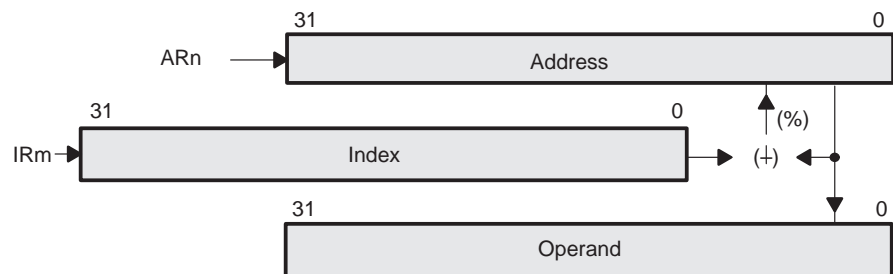 31 0
ARn Address
31 0
(%)
IRm Index (+)
31 0
Operand